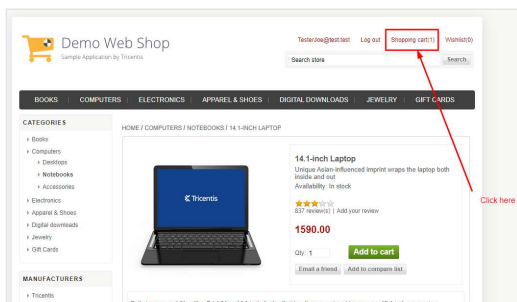 Demo Web Shop
Sample Application by Tricentis
TesterJoe@test.test Log out Shopping cart(1) Wishlist(0)
Search store Search
BOOKS COMPUTERS ELECTRONICS APPAREL & SHOES DIGITAL DOWNLOADS JEWELRY GIFT CARDS
CATEGORIES
Books
Computers
Desktops
Notebooks
Accessories
Electronics
Apparel & Shoes
Digital downloads
Jewelry
Gift Cards
MANUFACTURERS
Tricentis
HOME / COMPUTERS / NOTEBOOKS / 14.1-INCH LAPTOP
Tricentis
14.1-inch Laptop
Unique Asian-influenced imprint wraps the laptop both
inside and out
Availability: In stock
837 review(s) | Add your review
1590.00
Qty: 1 Add to cart
Email a friend Add to compare list
Click here